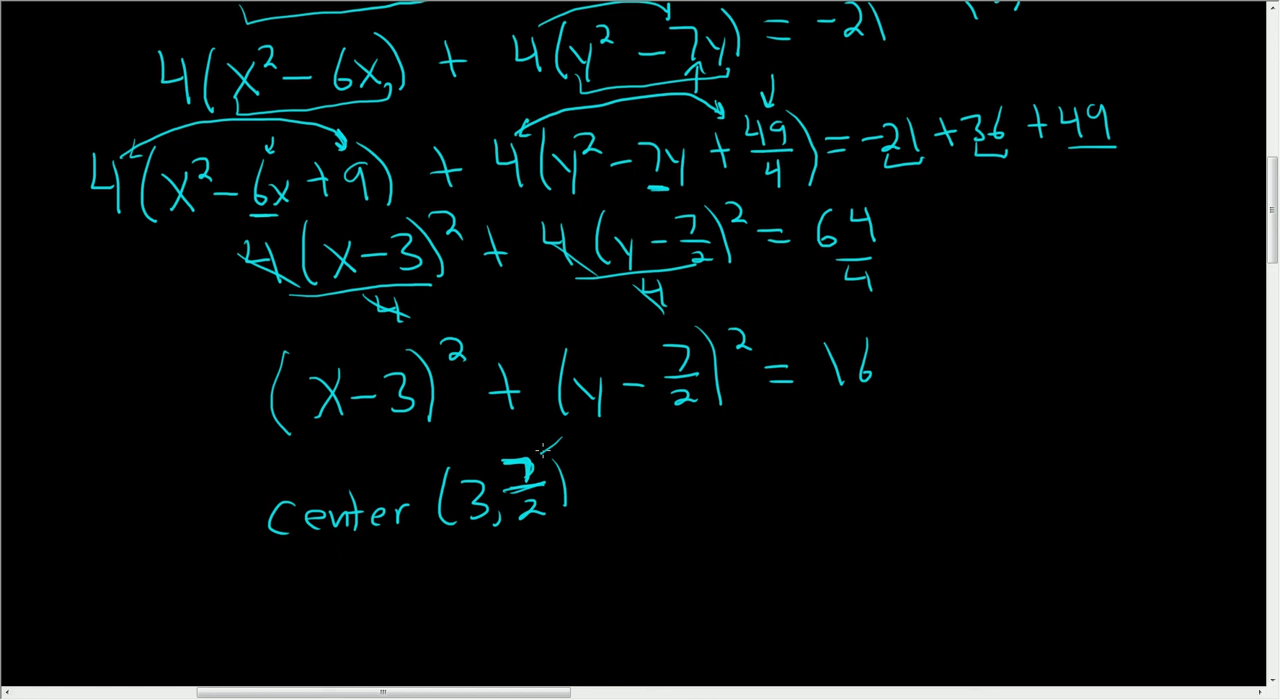 4(x² - 6x) + 4(y² - 7y) = -21
4(x² - 6x + 9) + 4(y² - 7y + 49/4) = -21 + 36 + 49
4(x - 3)²/4 + 4(y - 7/2)²/4 = 64/4
(x - 3)² + (y - 7/2)² = 16
center (3, 7/2)